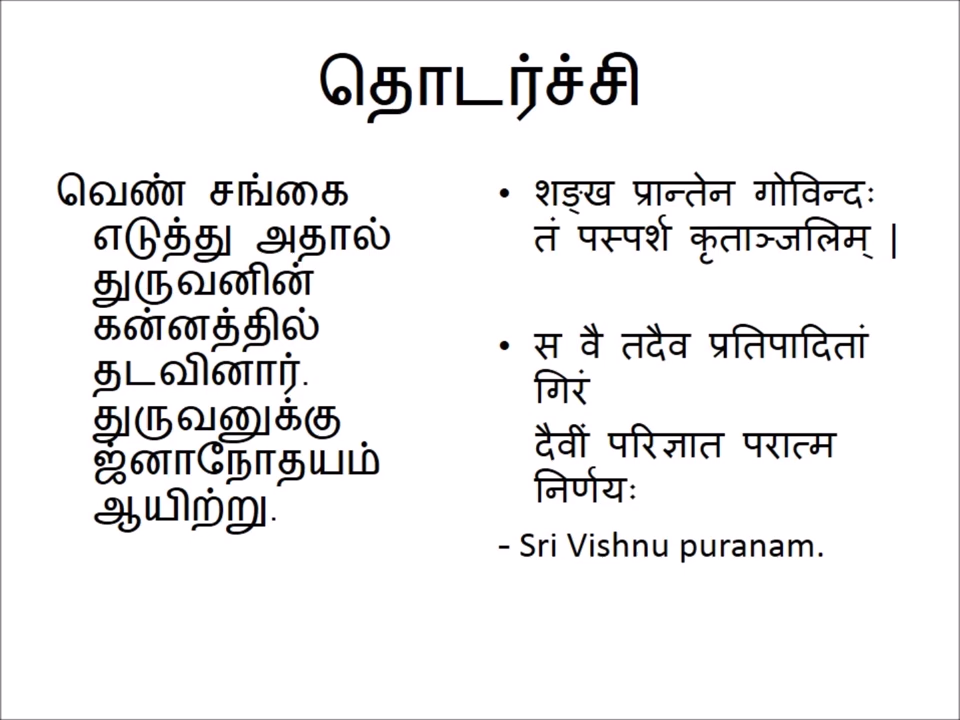 தொடர்ச்சி
வெண் சங்கை
எடுத்து அதால்
துருவனின்
கன்னத்தில்
தடவினார்.
துருவனுக்கு
ஜ்னாநோதயம்
ஆயிற்று.
• शङ्ख प्रान्तेन गोविन्दः
तं पस्पर्श कृताञ्जलिम् |
• स वै तदैव प्रतिपादितां
गिरं
दैवीं परिज्ञात परात्म
निर्णयः
- Sri Vishnu puranam.